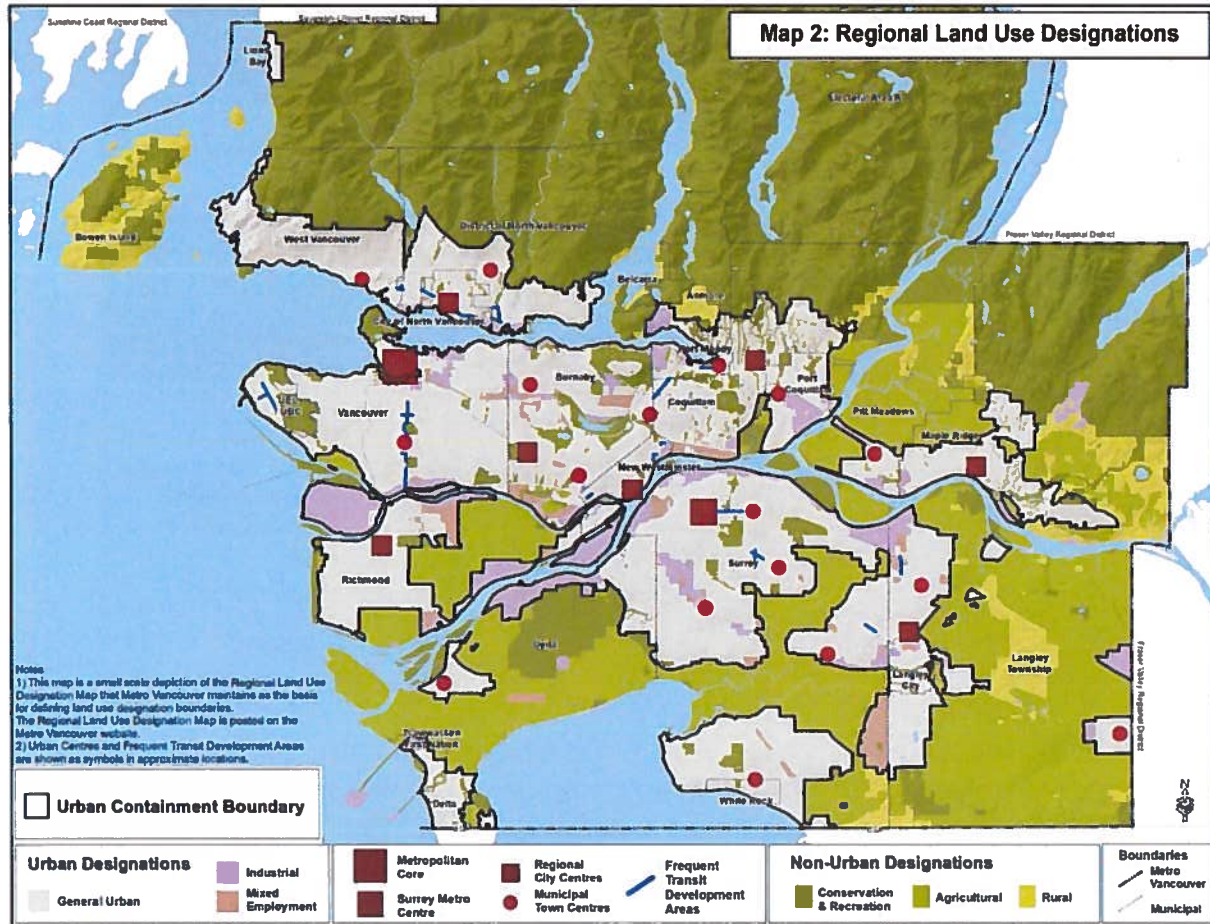 Map 2: Regional Land Use Designations
Sunshine Coast Regional District
Squamish-Lillooet Regional District
Lions
Bay
Electoral Area A
Bowen Island
West Vancouver
District of North Vancouver
Fraser Valley Regional District
Belcarra
Anmore
City of North Vancouver
Port Moody
Burnaby
Port
Coquitlam
Coquitlam
UEL
UBC
Vancouver
Pitt Meadows
Maple Ridge
New Westminster
Richmond
Surrey
Delta
Langley
Township
Langley
City
Fraser Valley Regional District
Tsawwassen
First Nation
Delta
White Rock
N
Notes
1) This map is a small scale depiction of the Regional Land Use
Designation Map that Metro Vancouver maintains as the basis
for defining land use designation boundaries.
The Regional Land Use Designation Map is posted on the
Metro Vancouver website.
2) Urban Centres and Frequent Transit Development Areas
are shown as symbols in approximate locations.
Urban Containment Boundary
Urban Designations
General Urban
Industrial
Mixed
Employment
Metropolitan
Core
Surrey Metro
Centre
Regional
City Centres
Municipal
Town Centres
Frequent
Transit
Development
Areas
Non-Urban Designations
Conservation
& Recreation
Agricultural
Rural
Boundaries
Metro
Vancouver
Municipal